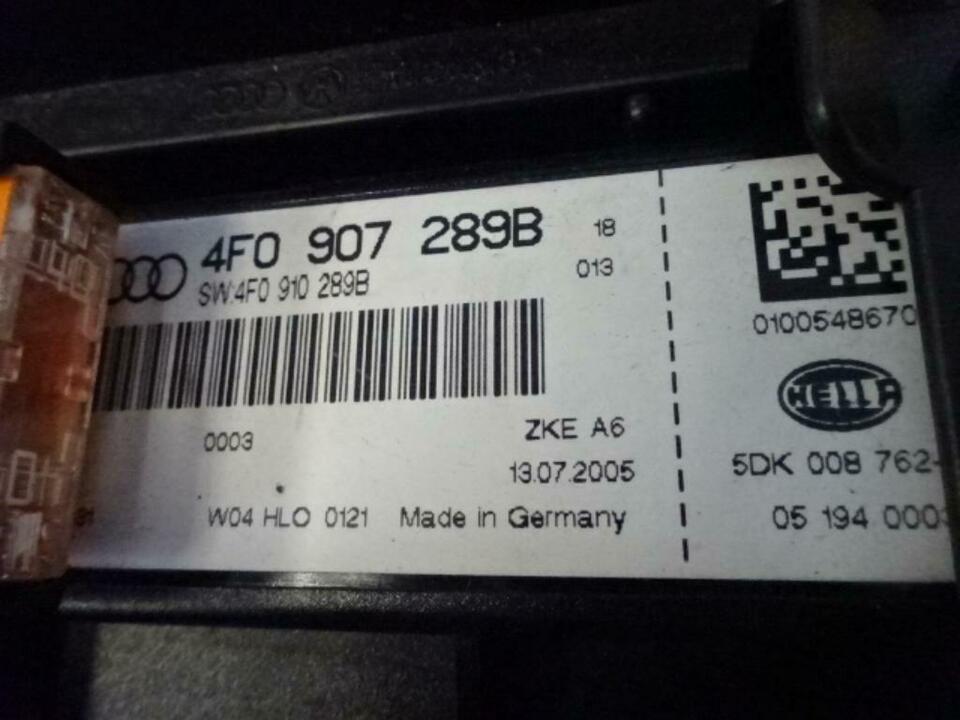 4F0 907 289B
18
SW:4F0 910 289B
013
0003
ZKE A6
13.07.2005
W04 HLO 0121 Made in Germany
0100548670
HELLA
5DK 008 762-
05 194 0003